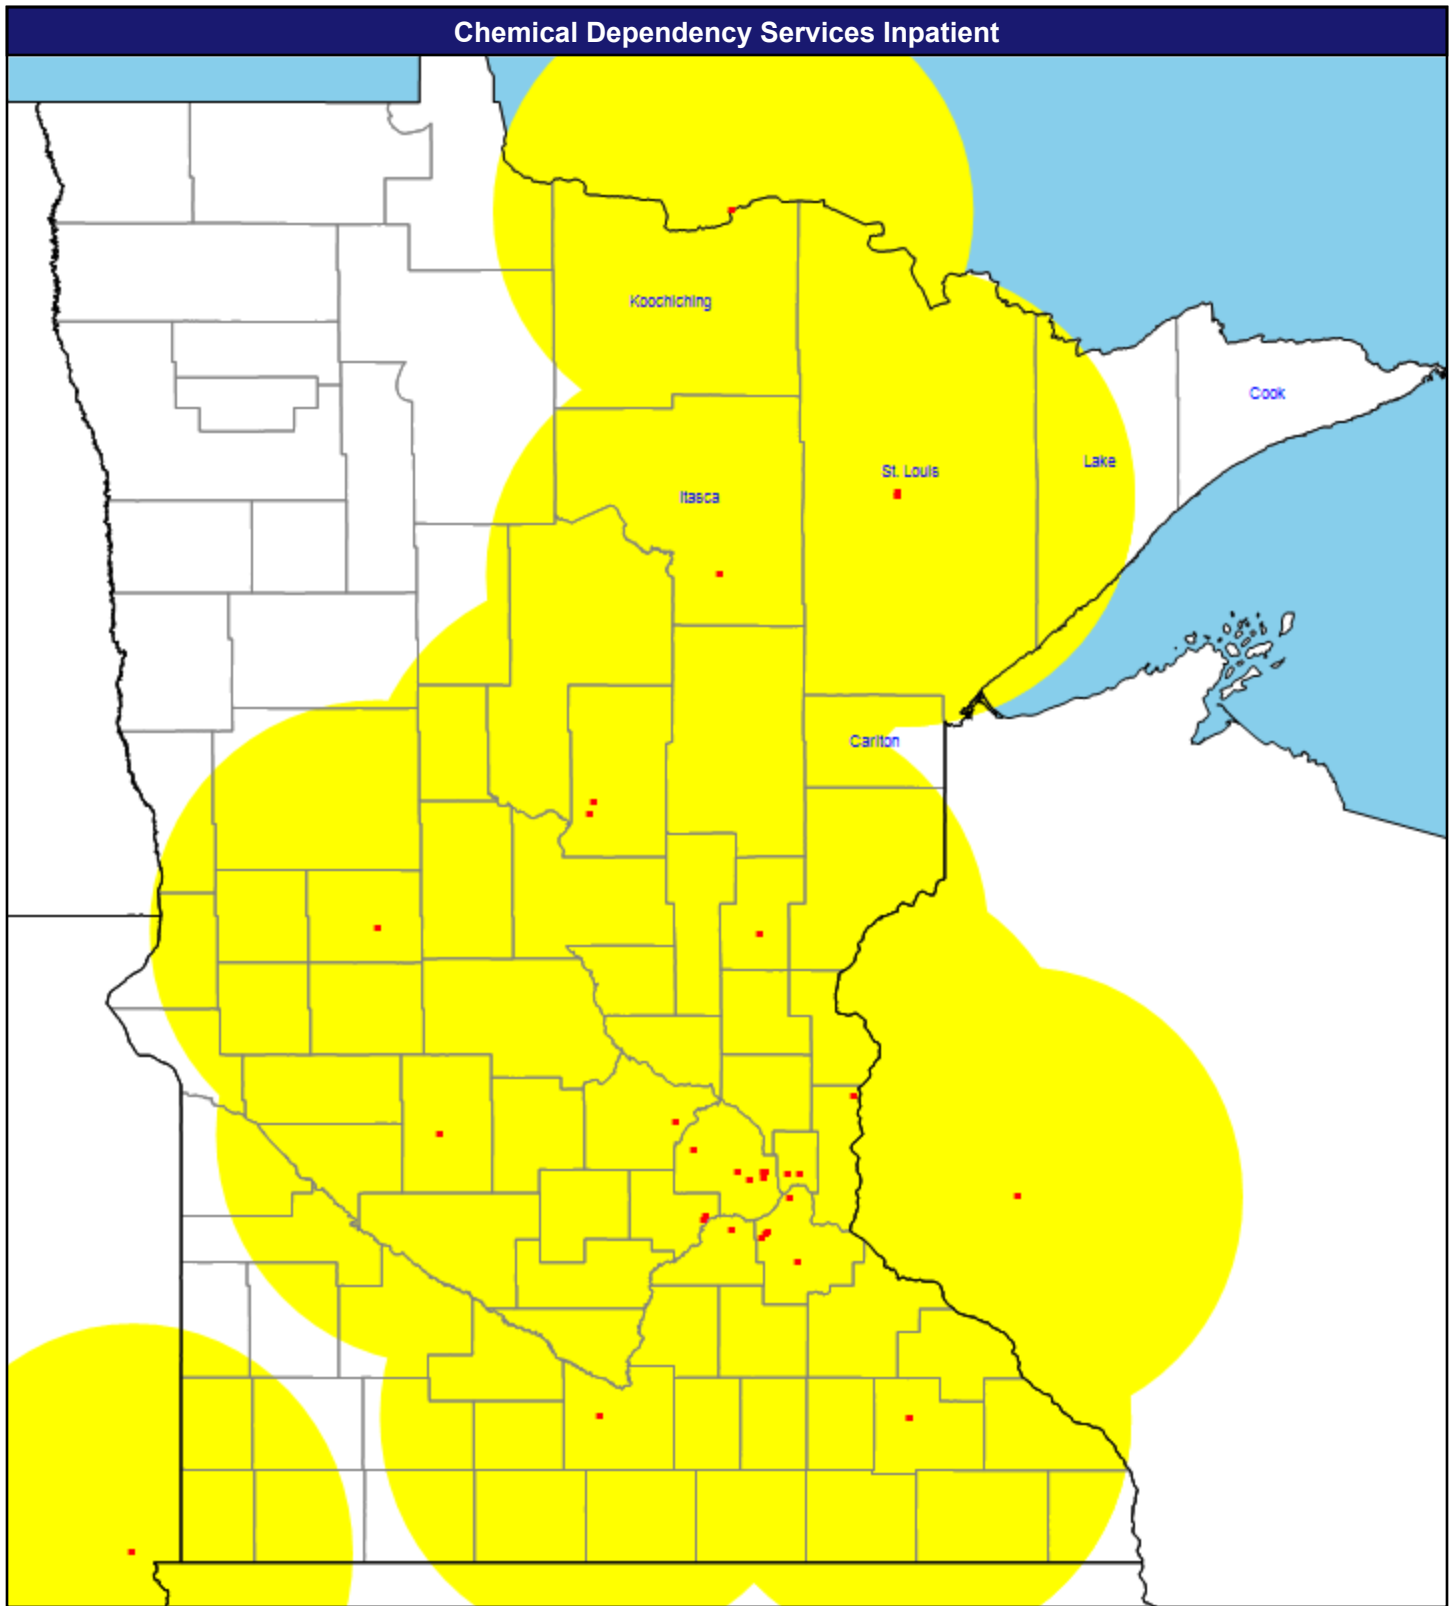 Chemical Dependency Services Inpatient
Koochiching
Cook
Lake
St. Louis
Itasca
Carlton